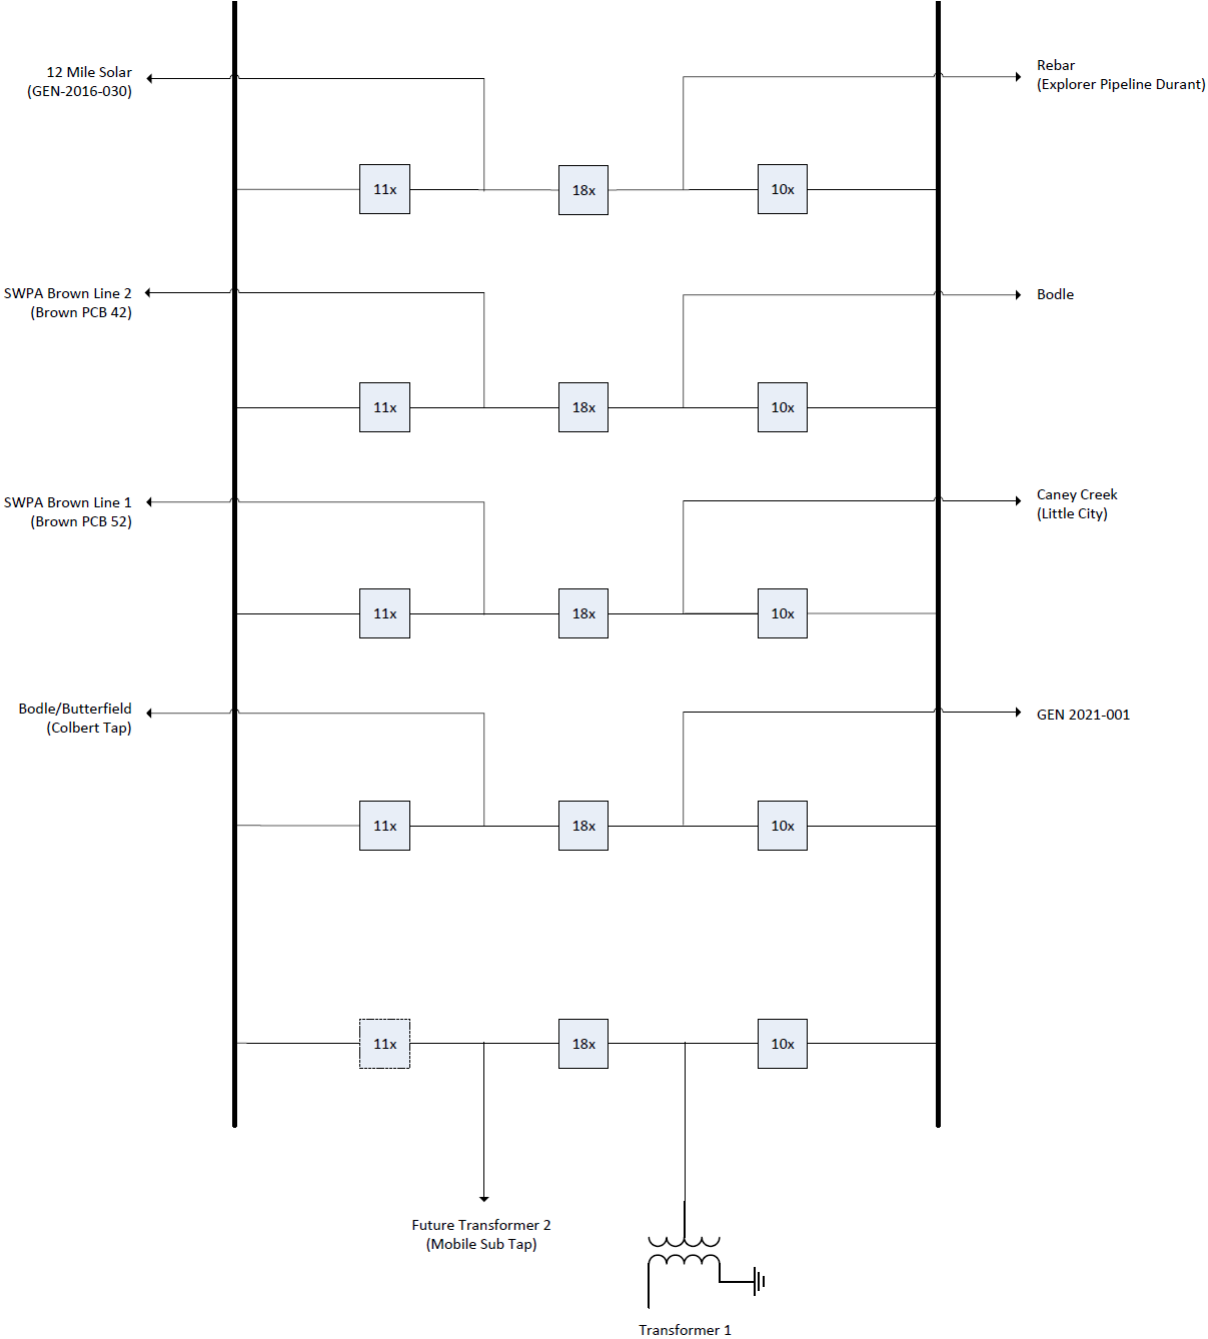 12 Mile Solar
(GEN-2016-030)
Rebar
(Explorer Pipeline Durant)
11x
18x
10x
SWPA Brown Line 2
(Brown PCB 42)
Bodle
11x
18x
10x
SWPA Brown Line 1
(Brown PCB 52)
Caney Creek
(Little City)
11x
18x
10x
Bodle/Butterfield
(Colbert Tap)
GEN 2021-001
11x
18x
10x
11x
18x
10x
Future Transformer 2
(Mobile Sub Tap)
Transformer 1